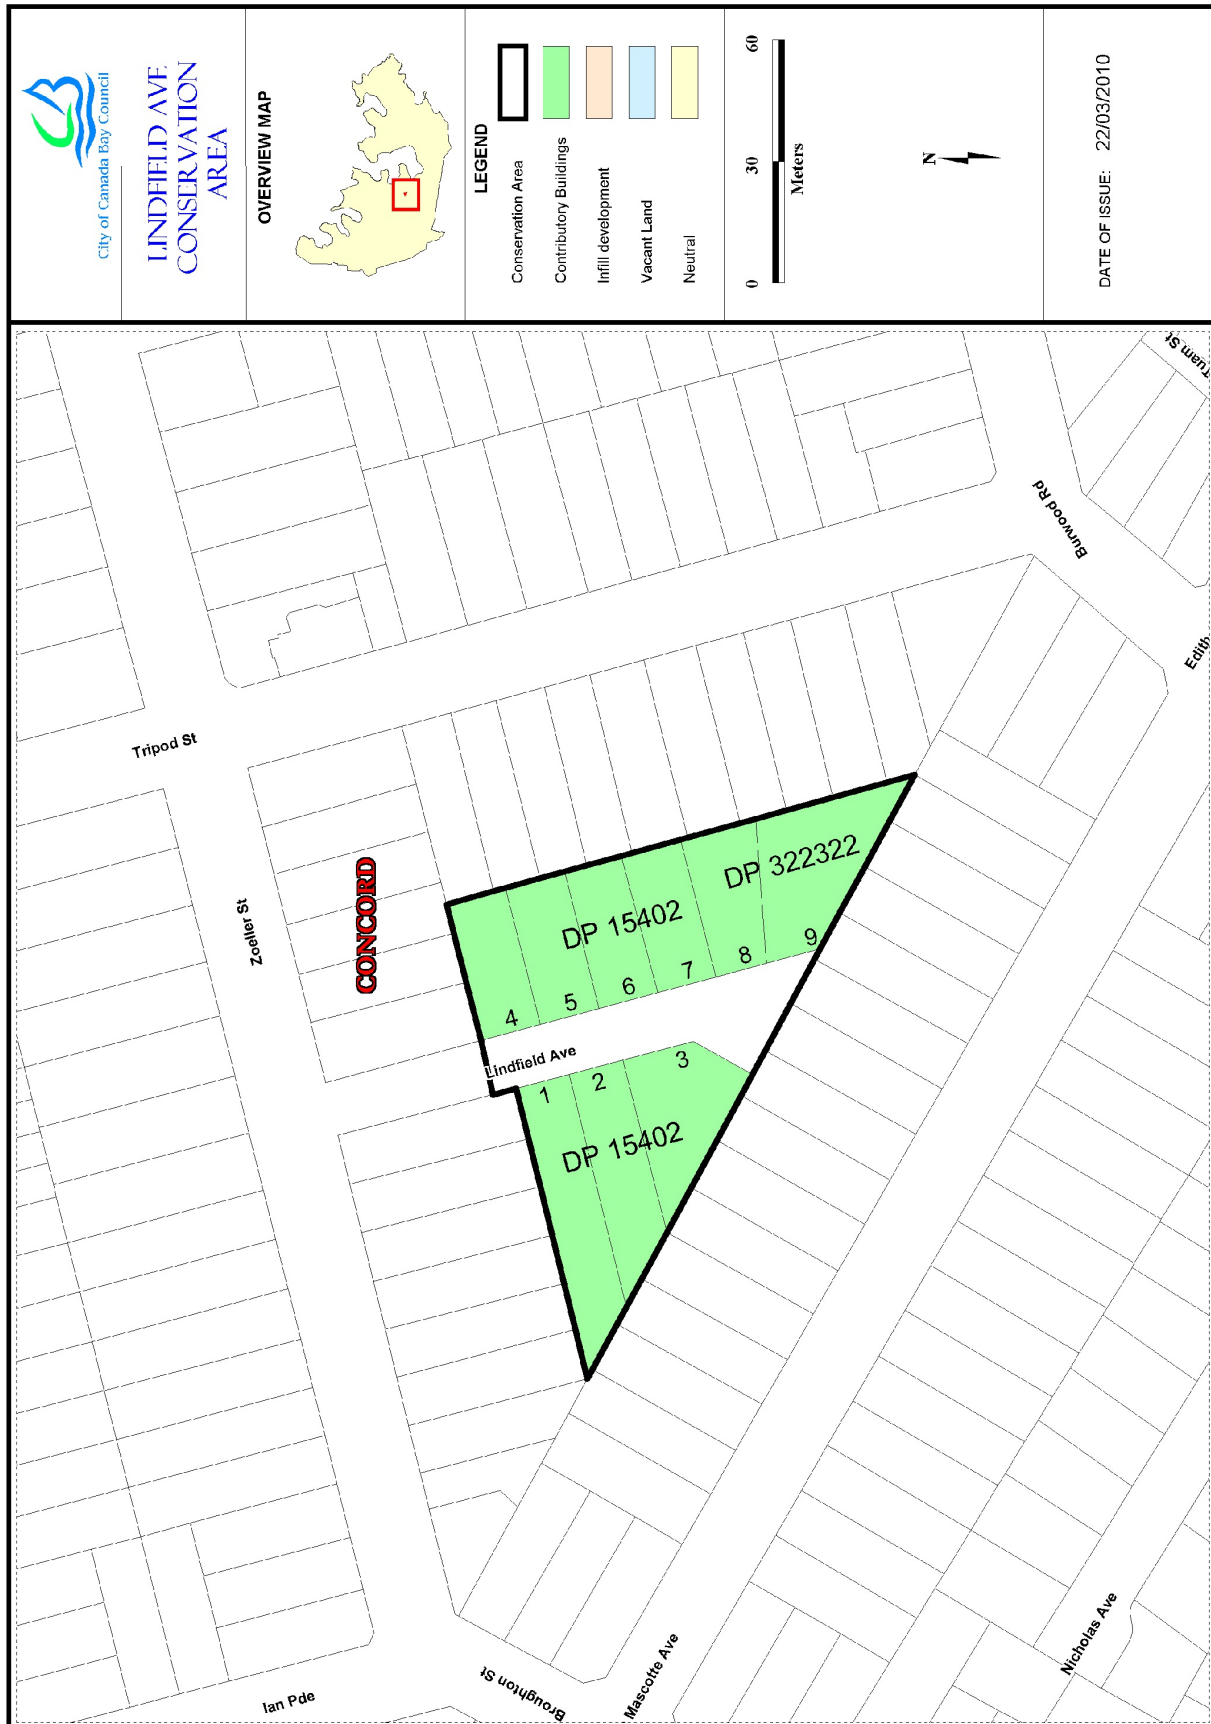 City of Canada Bay Council
LINDFIELD AVE
CONSERVATION
AREA
OVERVIEW MAP
LEGEND
Conservation Area
Contributory Buildings
Infill development
Vacant Land
Neutral
0 30 60
Meters
N
DATE OF ISSUE: 22/03/2010
Tripod St
Zoeller St
CONCORD
Lindfield Ave
DP 15402
DP 322322
4
5
6
7
8
9
1
2
3
DP 15402
Burwood Rd
Tuam St
Edith
Ian Pde
Broughton St
Mascotte Ave
Nicholas Ave